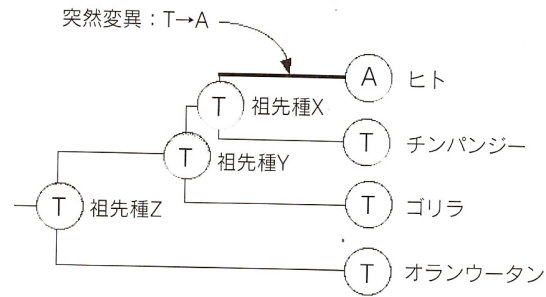 突然変異：T→A
A ヒト
T 祖先種X
T チンパンジー
T 祖先種Y
T ゴリラ
T 祖先種Z
T オランウータン